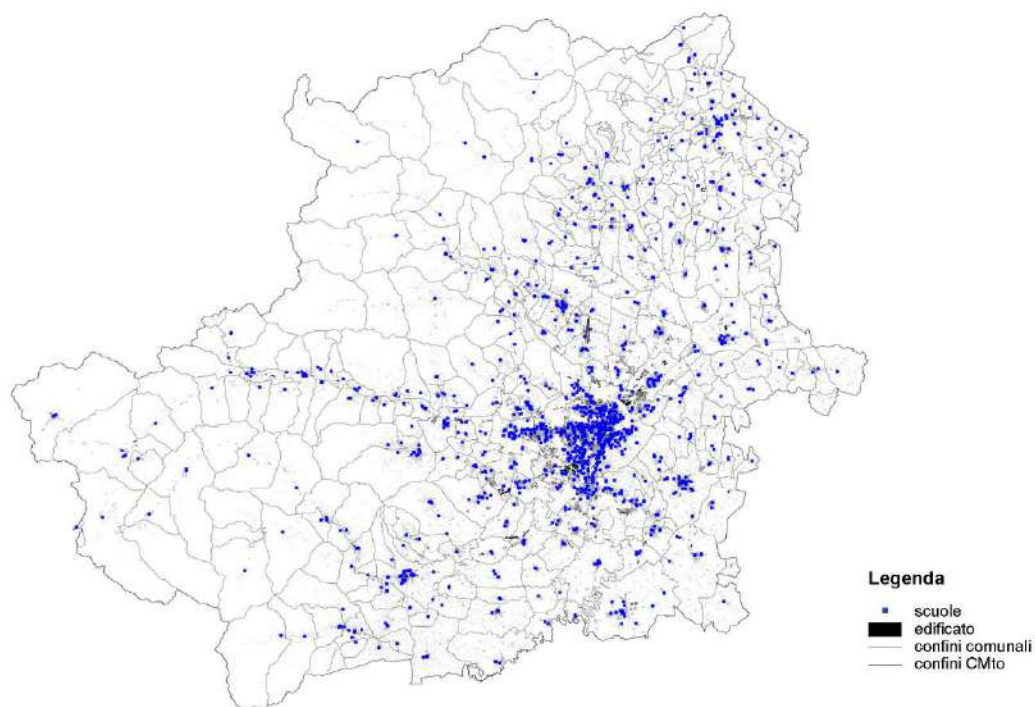 Legenda
scuole
edificato
confini comunali
confini CMto